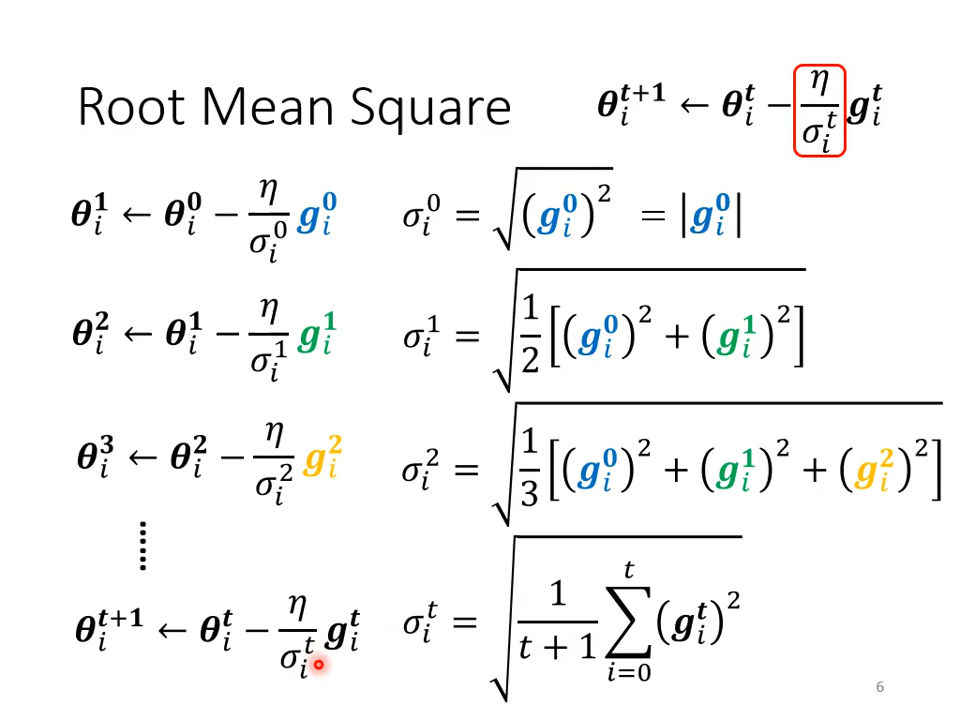 Root Mean Square
θ_i^{t+1} ← θ_i^t − η/σ_i^t g_i^t
θ_i^1 ← θ_i^0 − η/σ_i^0 g_i^0    σ_i^0 = √((g_i^0)^2) = |g_i^0|
θ_i^2 ← θ_i^1 − η/σ_i^1 g_i^1    σ_i^1 = √(1/2[(g_i^0)^2 + (g_i^1)^2])
θ_i^3 ← θ_i^2 − η/σ_i^2 g_i^2    σ_i^2 = √(1/3[(g_i^0)^2 + (g_i^1)^2 + (g_i^2)^2])
θ_i^{t+1} ← θ_i^t − η/σ_i^t g_i^t    σ_i^t = √(1/(t+1) ∑_{i=0}^{t} (g_i^t)^2)
6